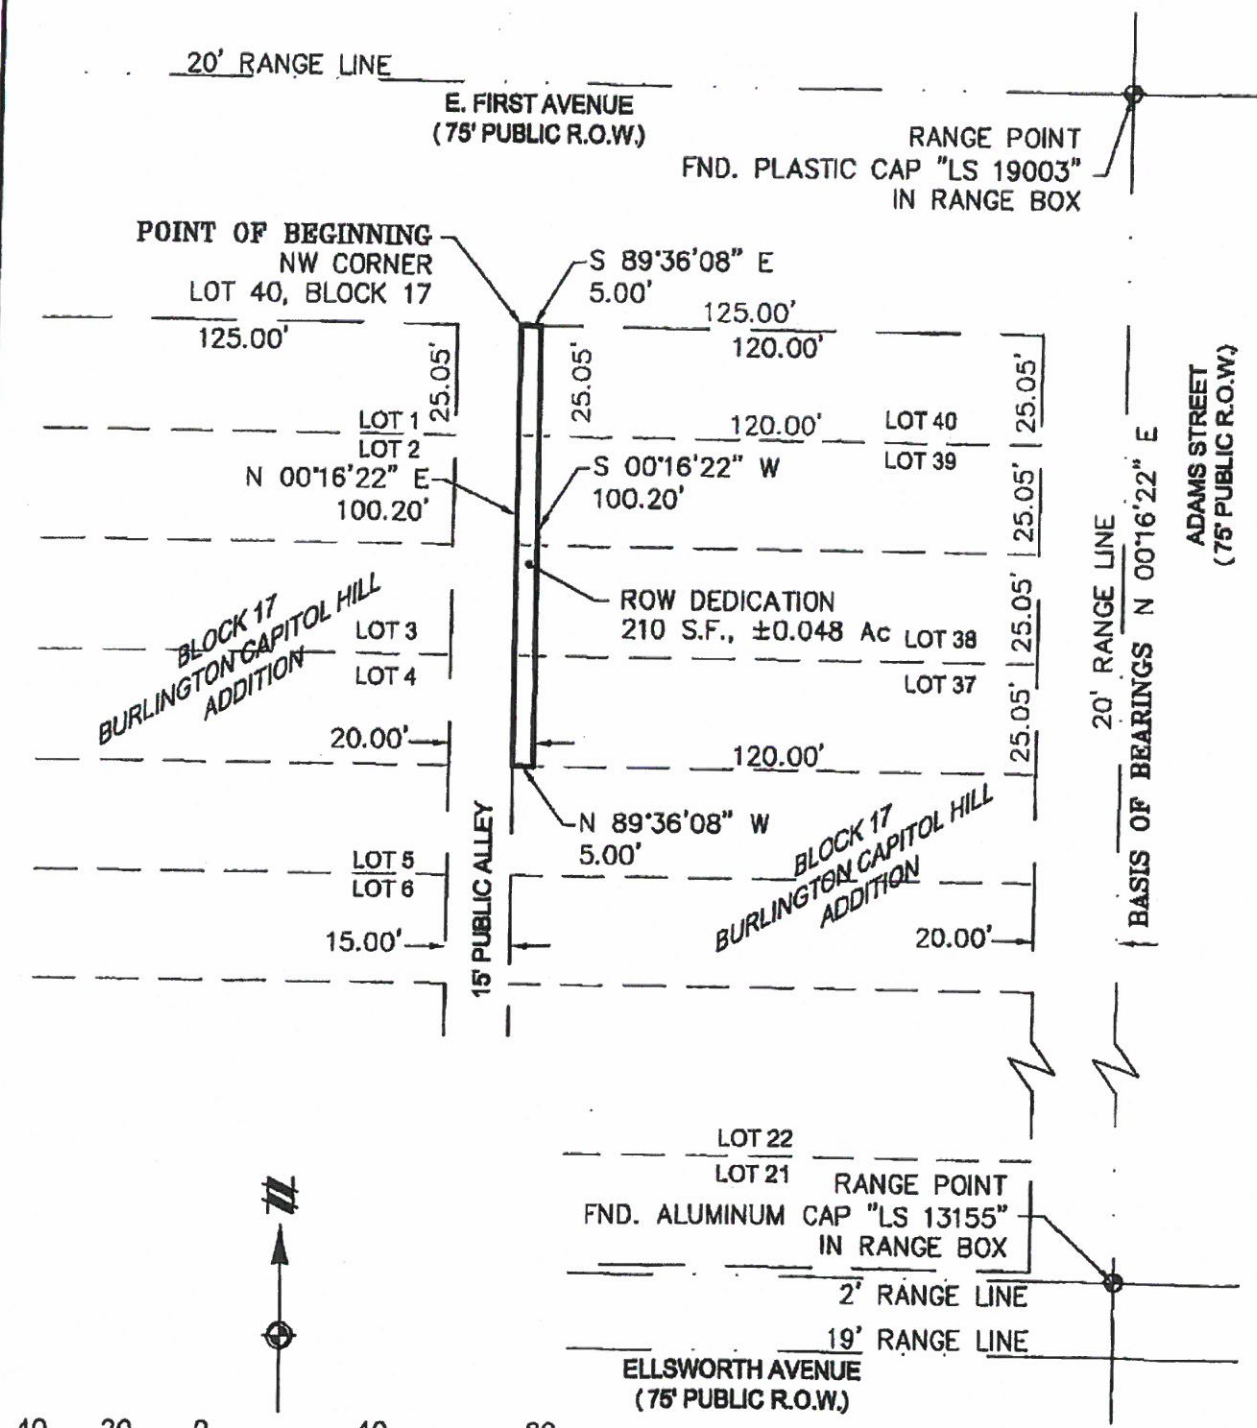 20' RANGE LINE
E. FIRST AVENUE
(75' PUBLIC R.O.W.)
RANGE POINT
FND. PLASTIC CAP "LS 19003"
IN RANGE BOX
POINT OF BEGINNING
NW CORNER
LOT 40, BLOCK 17
S 89°36'08" E
5.00'
125.00'
125.00'
120.00'
25.05'
25.05'
25.05'
LOT 1
LOT 2
120.00'
LOT 40
LOT 39
N 00°16'22" E
100.20'
S 00°16'22" W
100.20'
25.05'
ADAMS STREET
(75' PUBLIC R.O.W.)
20' RANGE LINE
BASIS OF BEARINGS N 00°16'22" E
BLOCK 17
BURLINGTON CAPITOL HILL
ADDITION
LOT 3
LOT 4
ROW DEDICATION
210 S.F., ±0.048 Ac
LOT 38
LOT 37
25.05'
25.05'
20.00'
120.00'
N 89°36'08" W
5.00'
15' PUBLIC ALLEY
BLOCK 17
BURLINGTON CAPITOL HILL
ADDITION
LOT 5
LOT 6
15.00'
20.00'
LOT 22
LOT 21
RANGE POINT
FND. ALUMINUM CAP "LS 13155"
IN RANGE BOX
N
2' RANGE LINE
19' RANGE LINE
ELLSWORTH AVENUE
(75' PUBLIC R.O.W.)
40 20 0 40 80